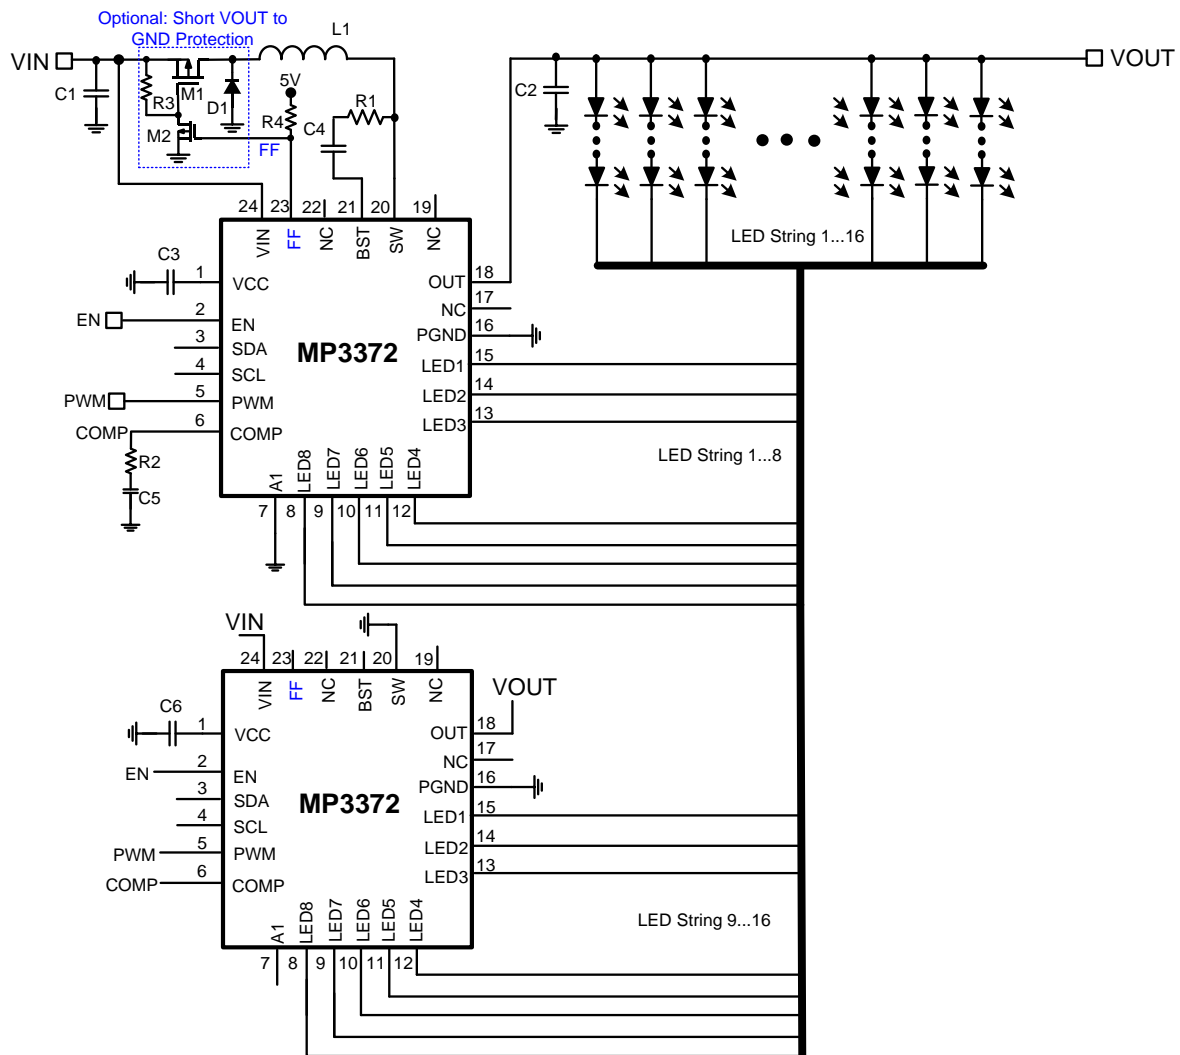 Optional: Short VOUT to
GND Protection
L1
VIN
VOUT
C1
R3
M1
D1
5V
R1
C2
M2
R4
C4
FF
24
23
22
21
20
19
VIN
FF
NC
BST
SW
NC
LED String 1...16
C3
1
VCC
OUT
18
EN
2
EN
NC
17
3
SDA
PGND
16
MP3372
4
SCL
LED1
15
PWM
5
PWM
LED2
14
COMP
6
COMP
LED3
13
R2
C5
A1
LED8
LED7
LED6
LED5
LED4
LED String 1...8
7
8
9
10
11
12
VIN
24
23
22
21
20
19
VIN
FF
NC
BST
SW
NC
VOUT
C6
1
VCC
OUT
18
EN
2
EN
NC
17
3
SDA
PGND
16
MP3372
4
SCL
LED1
15
PWM
5
PWM
LED2
14
COMP
6
COMP
LED3
13
A1
LED8
LED7
LED6
LED5
LED4
LED String 9...16
7
8
9
10
11
12